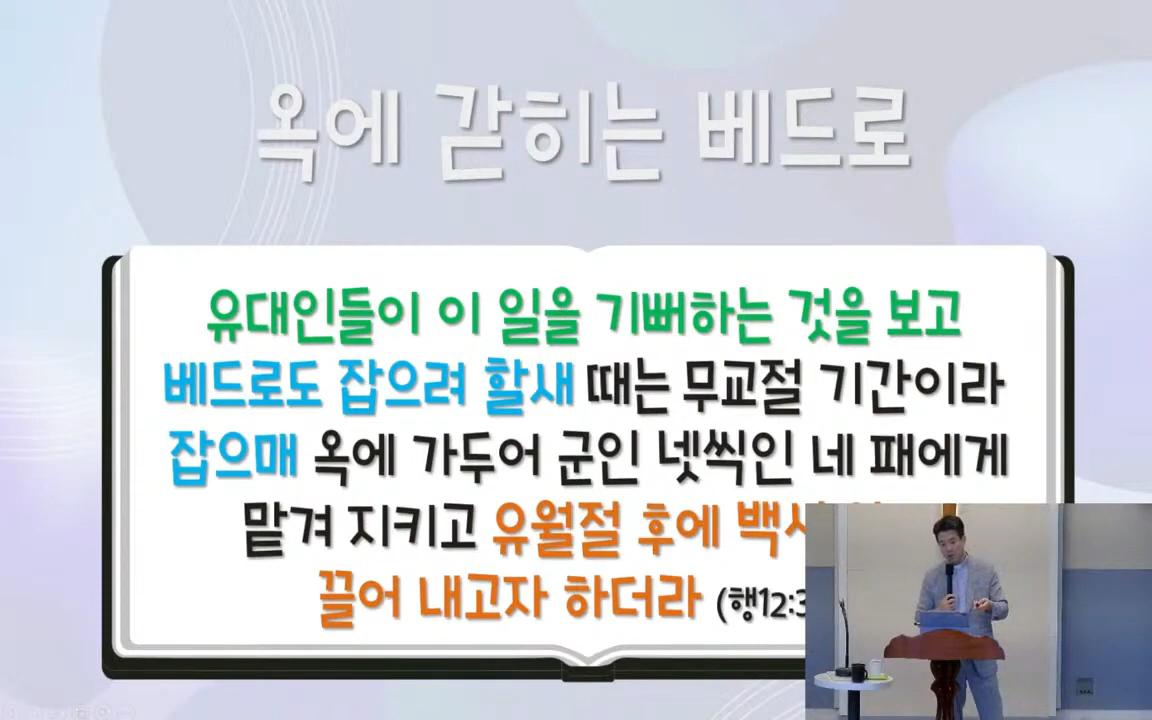 옥에 갇히는 베드로
유대인들이 이 일을 기뻐하는 것을 보고
베드로도 잡으려 할새 때는 무교절 기간이라
잡으매 옥에 가두어 군인 넷씩인 네 패에게
맡겨 지키고 유월절 후에
끌어 내고자 하더라 (행12:3